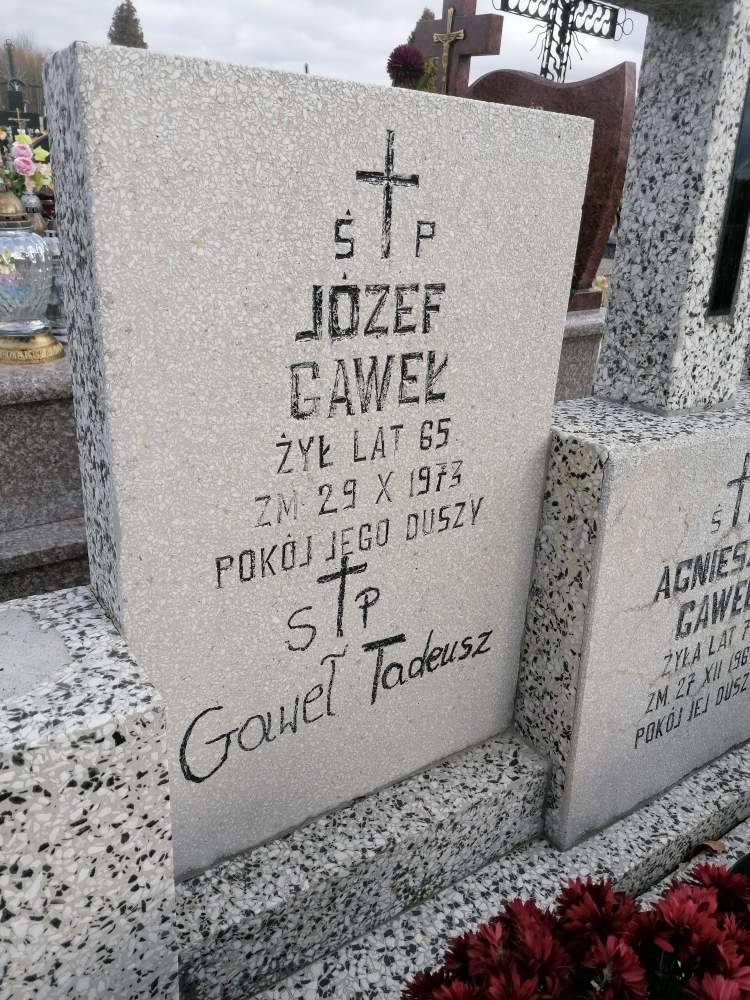 Ś P
JÓZEF
GAWEŁ
ŻYŁ LAT 65
ZM. 29 X 1973
POKÓJ JEGO DUSZY
S P
Gaweł Tadeusz
Ś
ŻYŁA LAT
ZM. 27 XII
POKÓJ JEJ DUSZ